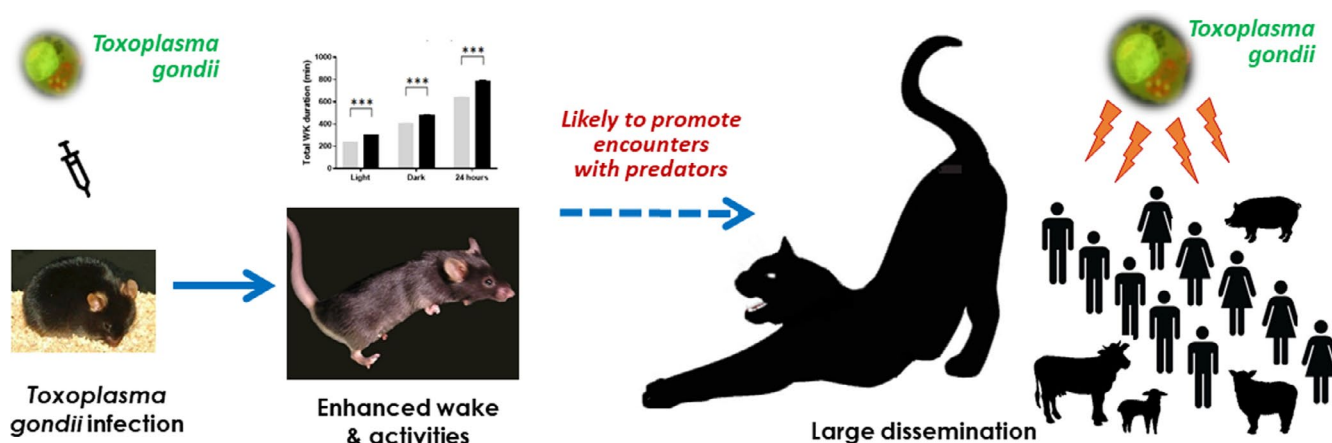 Toxoplasma
gondii
***
***
***
1000
800
600
400
200
0
Total WK duration (min)
Light
Dark
24 hours
Likely to promote
encounters
with predators
Toxoplasma
gondii
Toxoplasma
gondii infection
Enhanced wake
& activities
Large dissemination